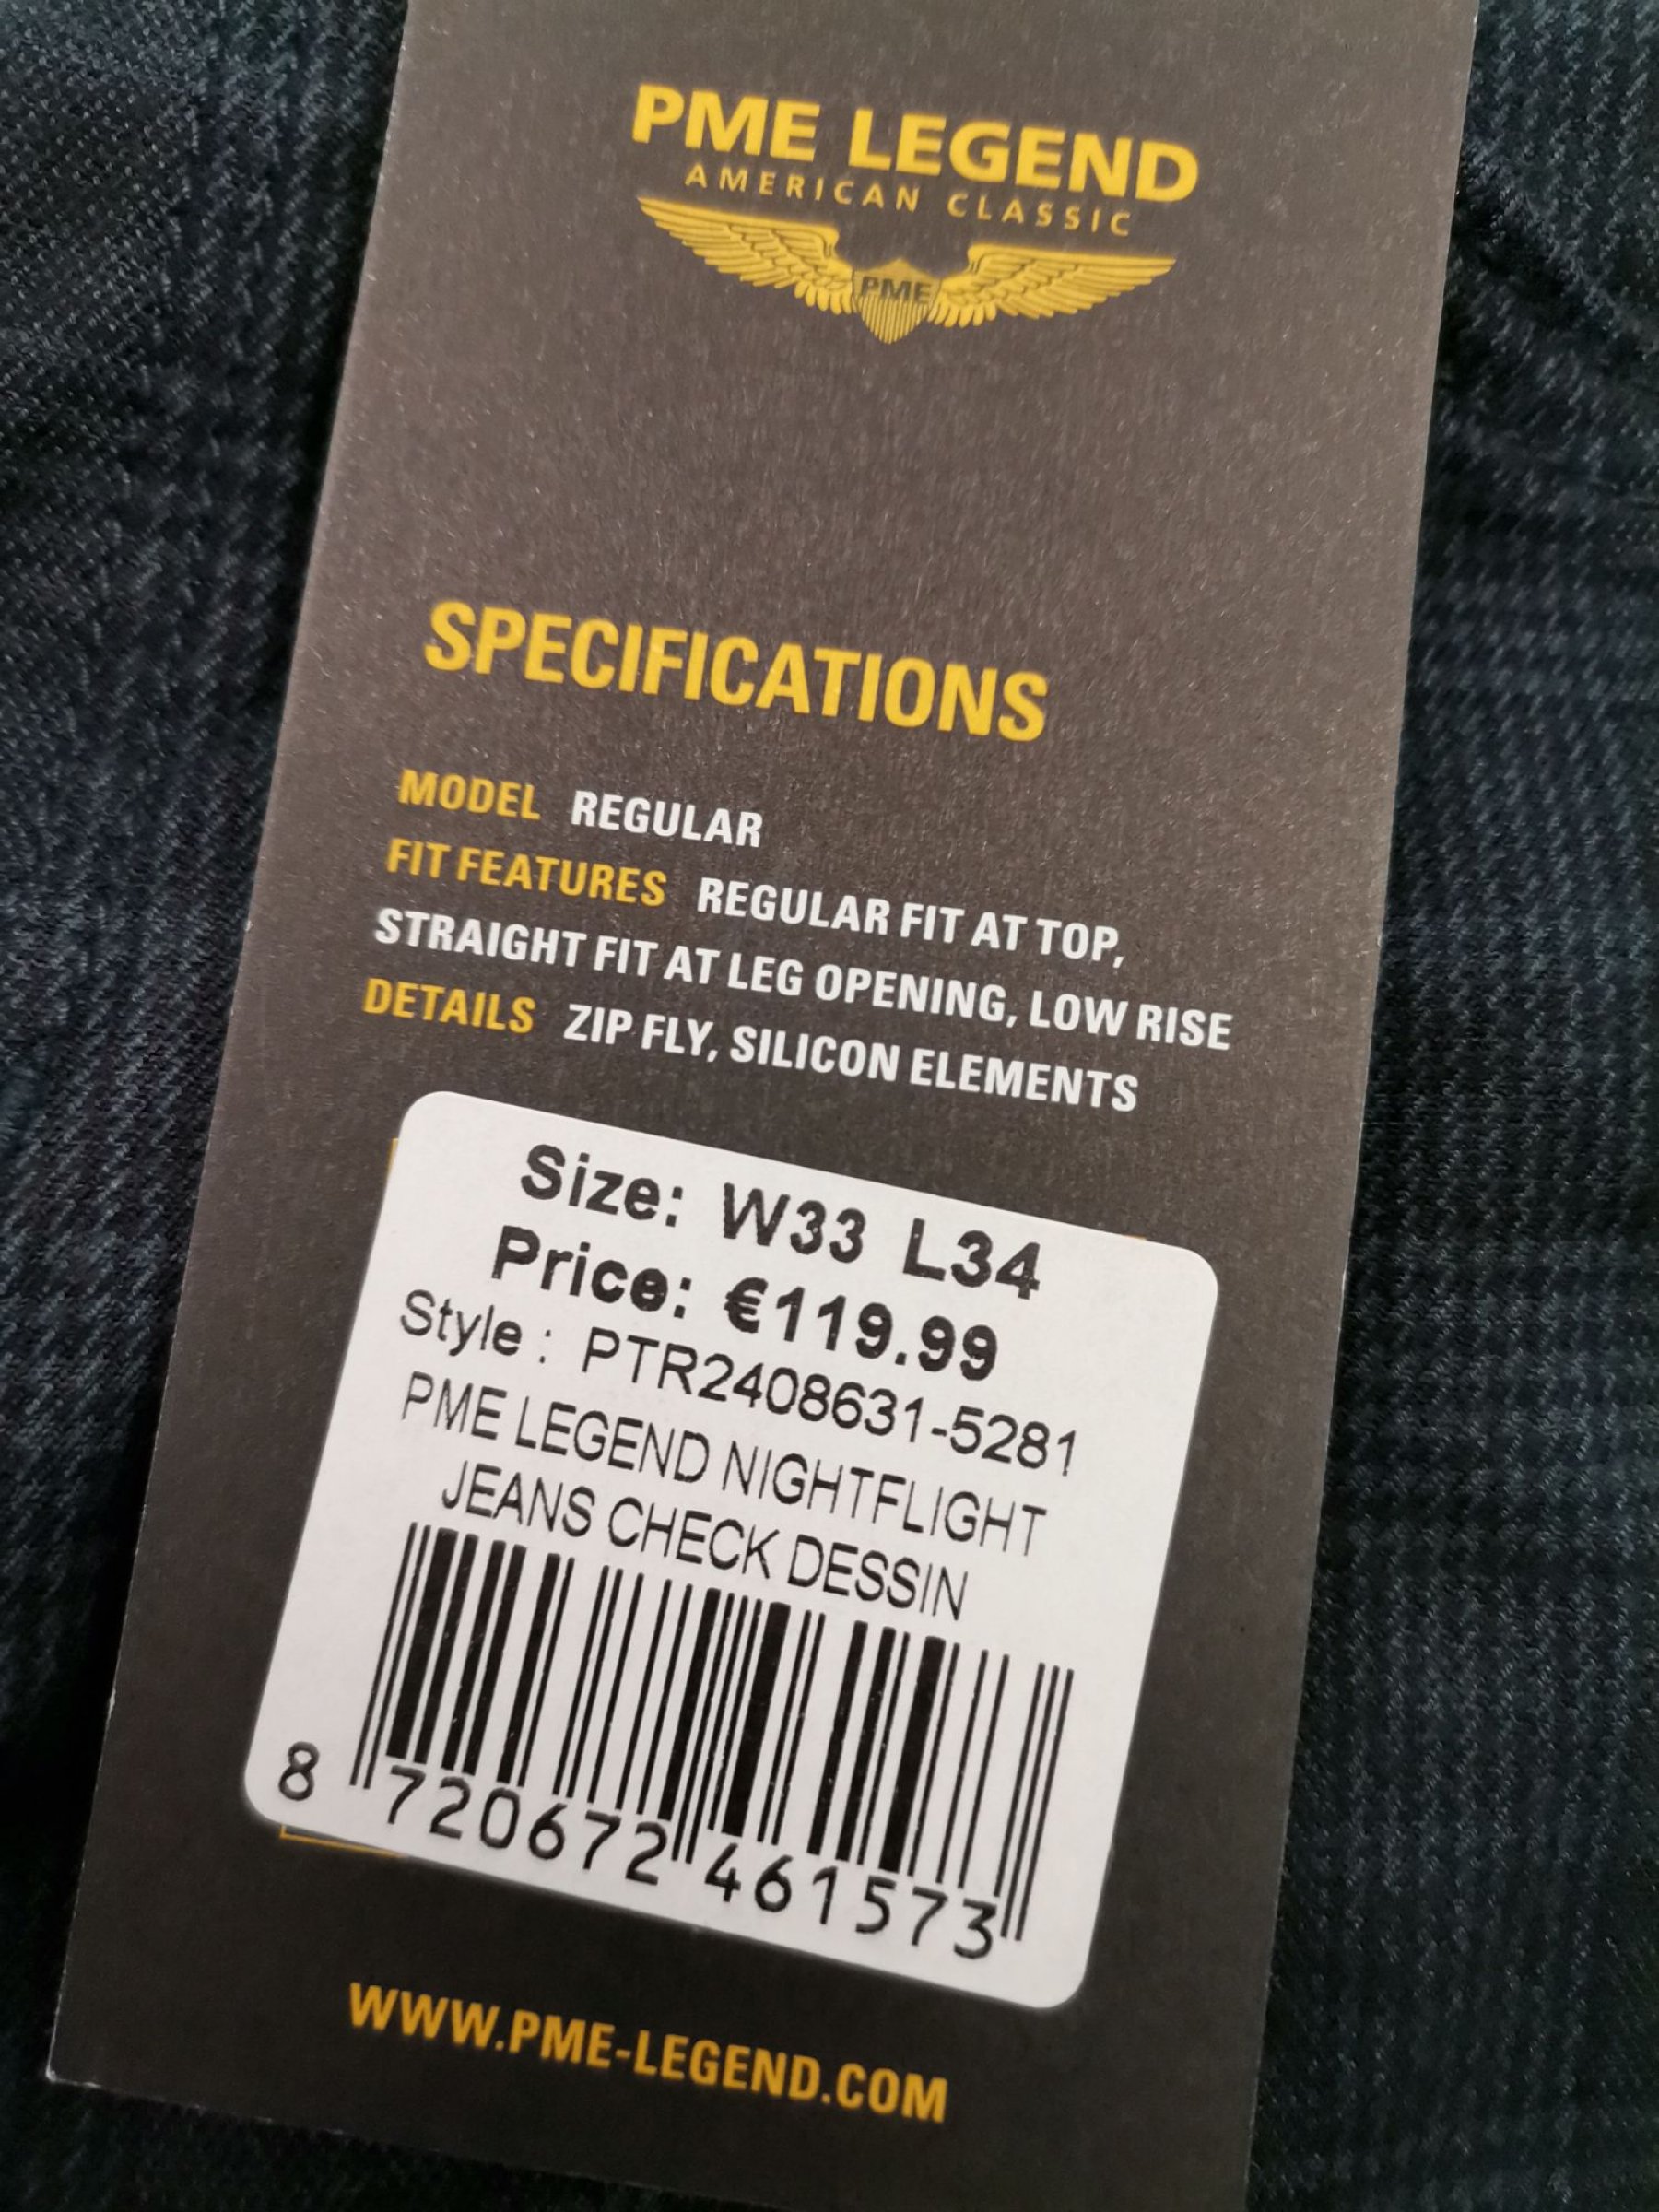 PME LEGEND
AMERICAN CLASSIC
PME
SPECIFICATIONS
MODEL REGULAR
FIT FEATURES REGULAR FIT AT TOP,
STRAIGHT FIT AT LEG OPENING, LOW RISE
DETAILS ZIP FLY, SILICON ELEMENTS
Size: W33 L34
Price: €119.99
Style : PTR2408631-5281
PME LEGEND NIGHTFLIGHT
JEANS CHECK DESSIN
8 720672 461573
WWW.PME-LEGEND.COM